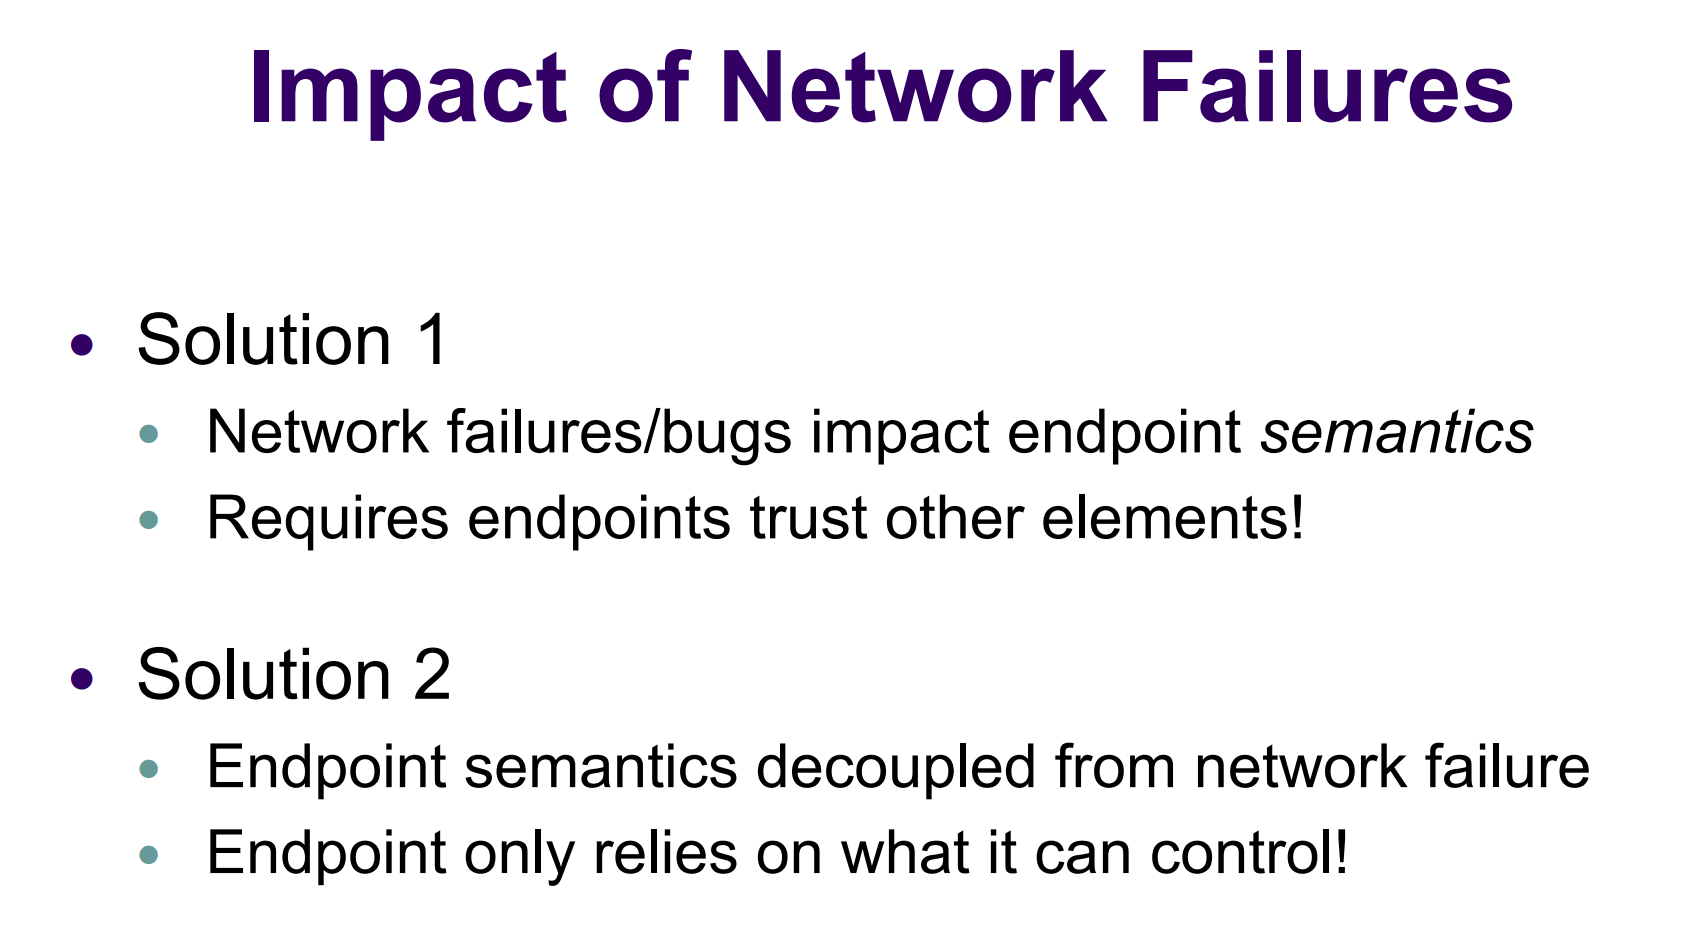 Impact of Network Failures
• Solution 1
• Network failures/bugs impact endpoint semantics
• Requires endpoints trust other elements!
• Solution 2
• Endpoint semantics decoupled from network failure
• Endpoint only relies on what it can control!